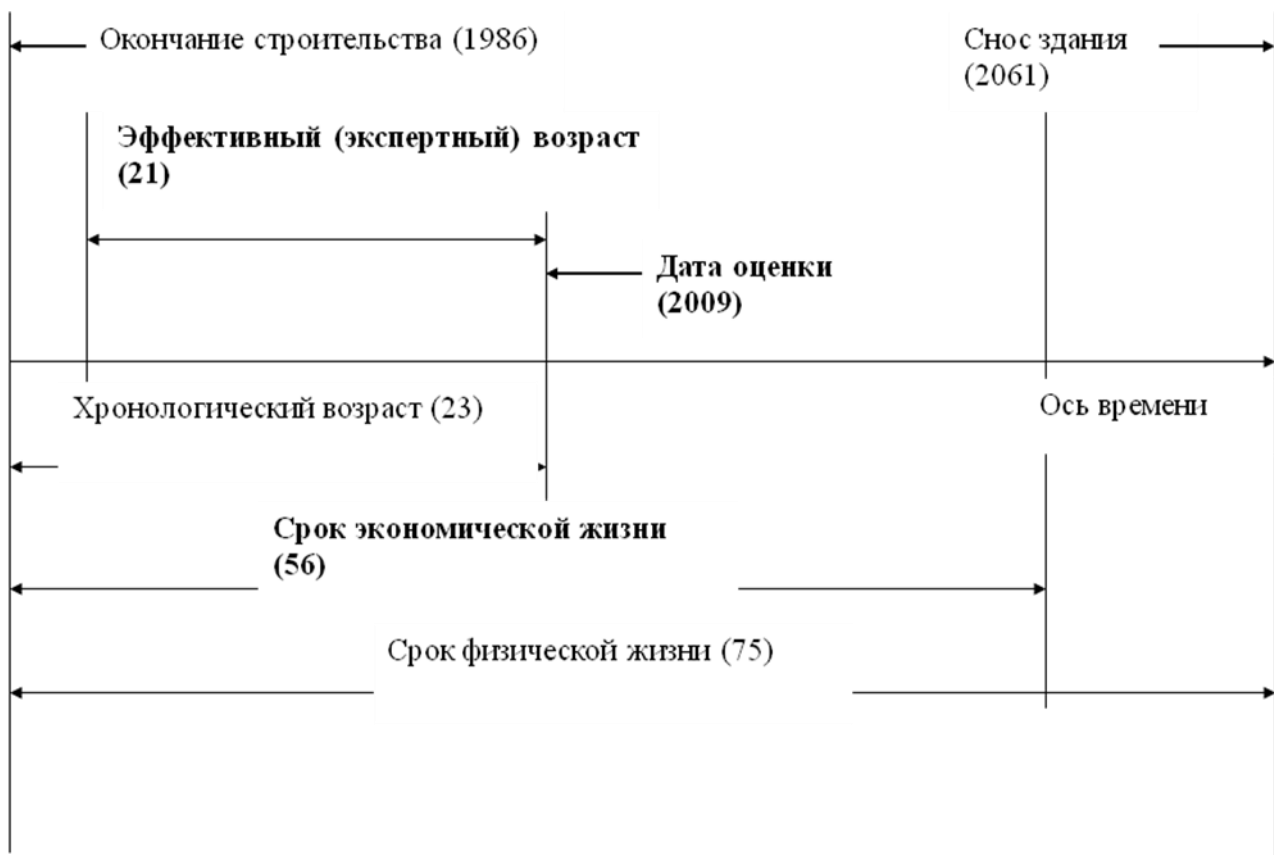 Окончание строительства (1986)
Снос здания
(2061)
Эффективный (экспертный) возраст
(21)
Дата оценки
(2009)
Хронологический возраст (23)
Ось времени
Срок экономической жизни
(56)
Срок физической жизни (75)